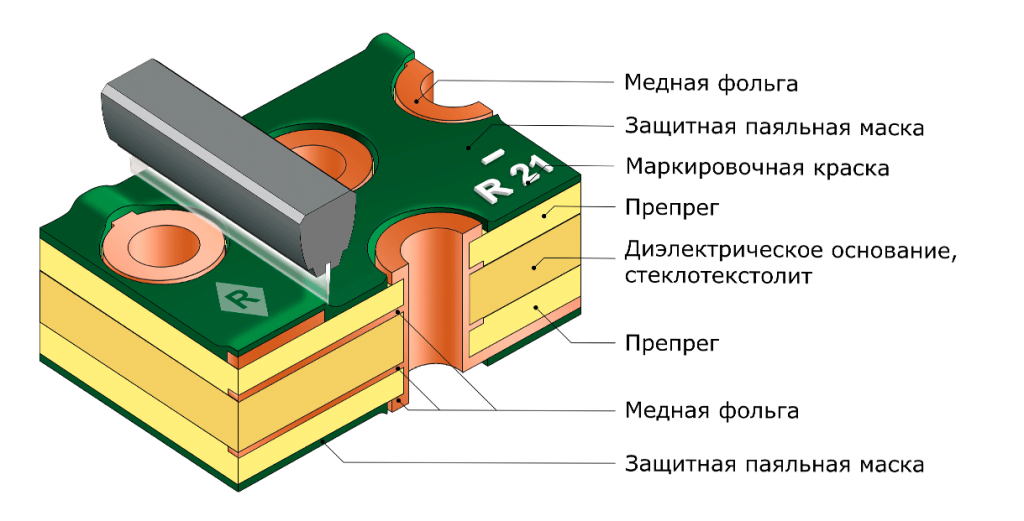 Медная фольга
Защитная паяльная маска
Маркировочная краска
I
R 21
Препрег
Диэлектрическое основание,
стеклотекстолит
R
Препрег
Медная фольга
Защитная паяльная маска